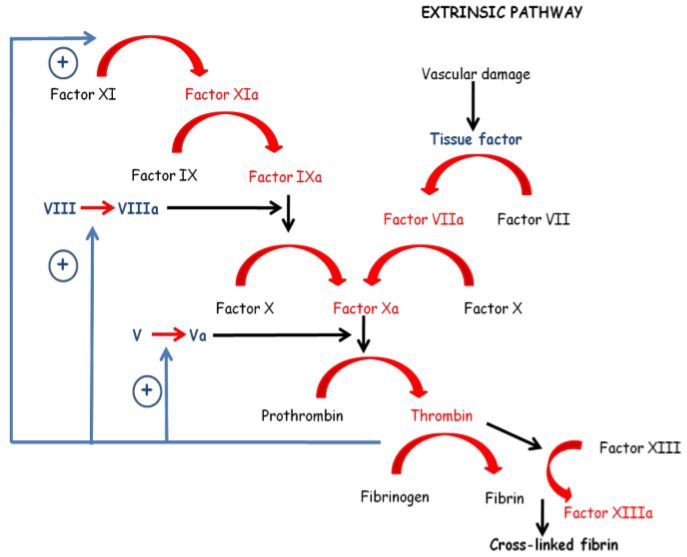 EXTRINSIC PATHWAY
Vascular damage
+
Factor XI Factor XIa
Tissue factor
Factor IX Factor IXa
VIII VIIIa
Factor VIIa Factor VII
+
Factor X Factor Xa Factor X
V Va
+
Prothrombin Thrombin
Factor XIII
Fibrinogen Fibrin
Factor XIIIa
Cross-linked fibrin